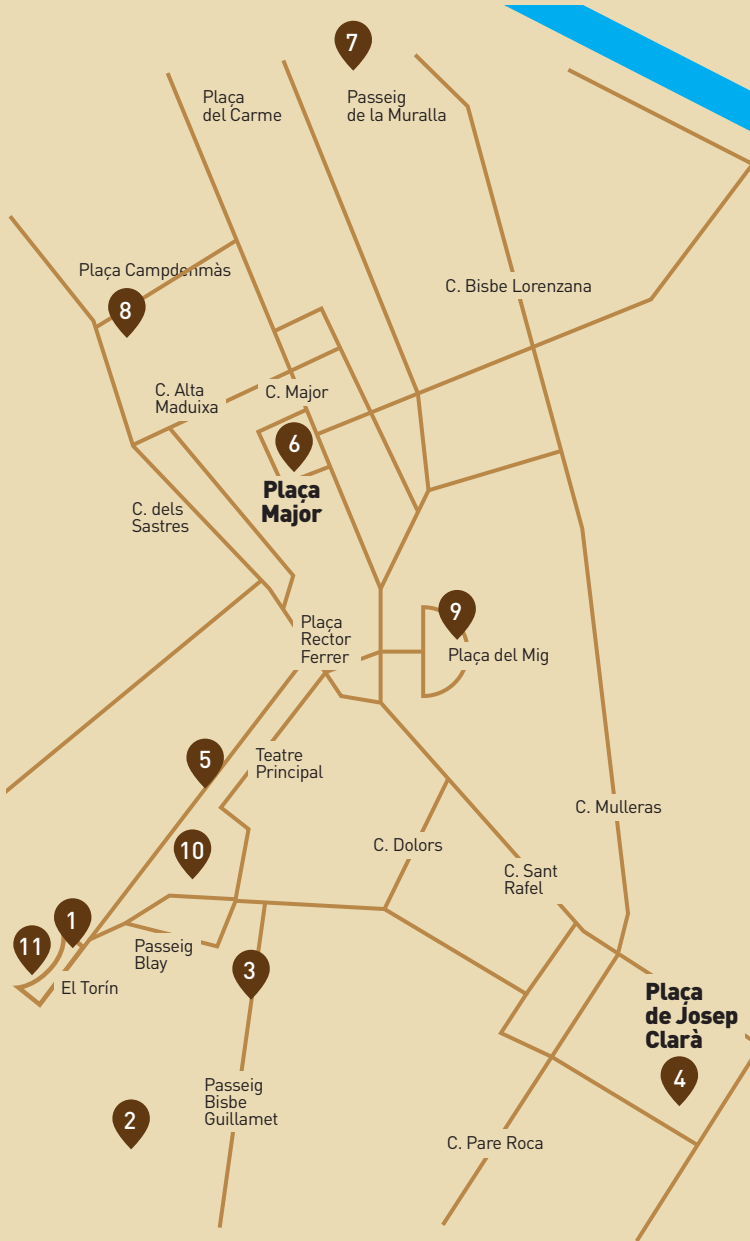 7
Plaça
del Carme
Passeig
de la Muralla
Plaça Campdenmàs
C. Bisbe Lorenzana
8
C. Alta
Maduixa
C. Major
6
Plaça
Major
C. dels
Sastres
9
Plaça
Rector
Ferrer
Plaça del Mig
5
Teatre
Principal
C. Mulleras
10
C. Dolors
C. Sant
Rafel
1
11
Passeig
Blay
3
El Torín
Plaça
de Josep
Clarà
4
Passeig
Bisbe
Guillamet
2
C. Pare Roca